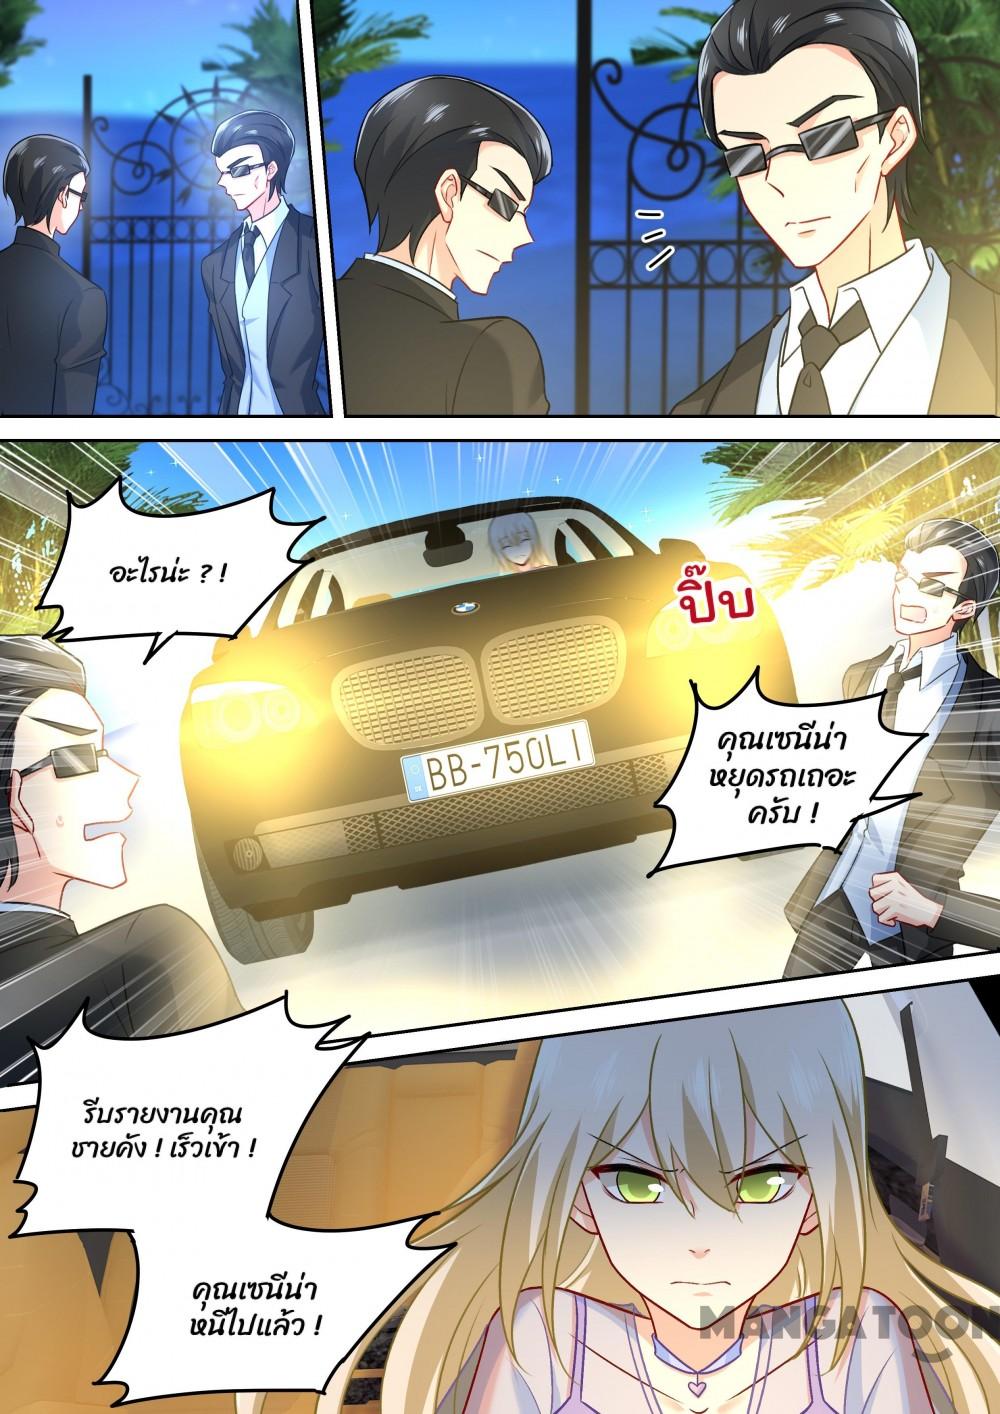 อะไรน่ะ ? !
ปิ๊บ
คุณเซนีน่า
หยุดรถเถอะ
ครับ !
BB-750LI
รีบรายงานคุณ
ชายคัง ! เร็วเข้า !
คุณเซนีน่า
หนีไปแล้ว !
MANGATOON